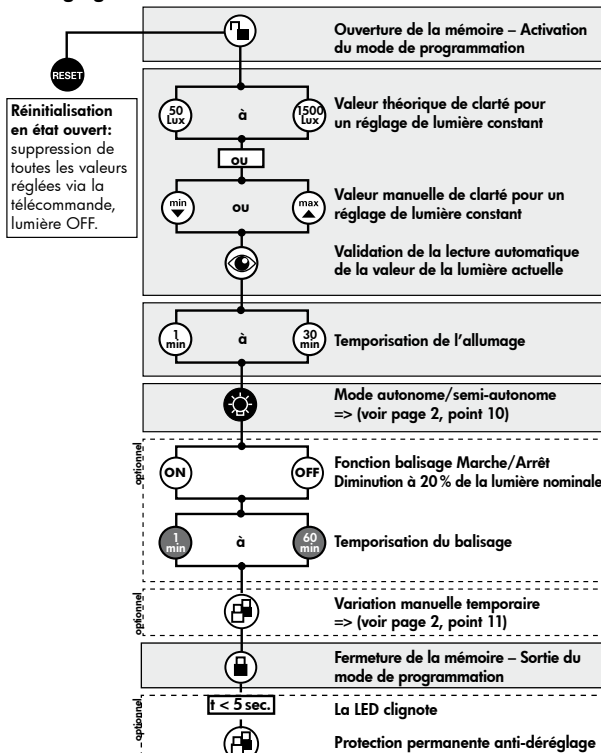 Ouverture de la mémoire – Activation
du mode de programmation
RESET
Réinitialisation
en état ouvert:
suppression de
toutes les valeurs
réglées via la
télécommande,
lumière OFF.
50 Lux
à
1500 Lux
Valeur théorique de clarté pour
un réglage de lumière constant
ou
min
ou
max
Valeur manuelle de clarté pour un
réglage de lumière constant
Validation de la lecture automatique
de la valeur de la lumière actuelle
1 min
à
30 min
Temporisation de l'allumage
Mode autonome/semi-autonome
=> (voir page 2, point 10)
optionnel
ON
OFF
Fonction balisage Marche/Arrêt
Diminution à 20 % de la lumière nominale
1 min
à
60 min
Temporisation du balisage
optionnel
Variation manuelle temporaire
=> (voir page 2, point 11)
Fermeture de la mémoire – Sortie du
mode de programmation
optionnel
t < 5 sec.
La LED clignote
Protection permanente anti-déréglage